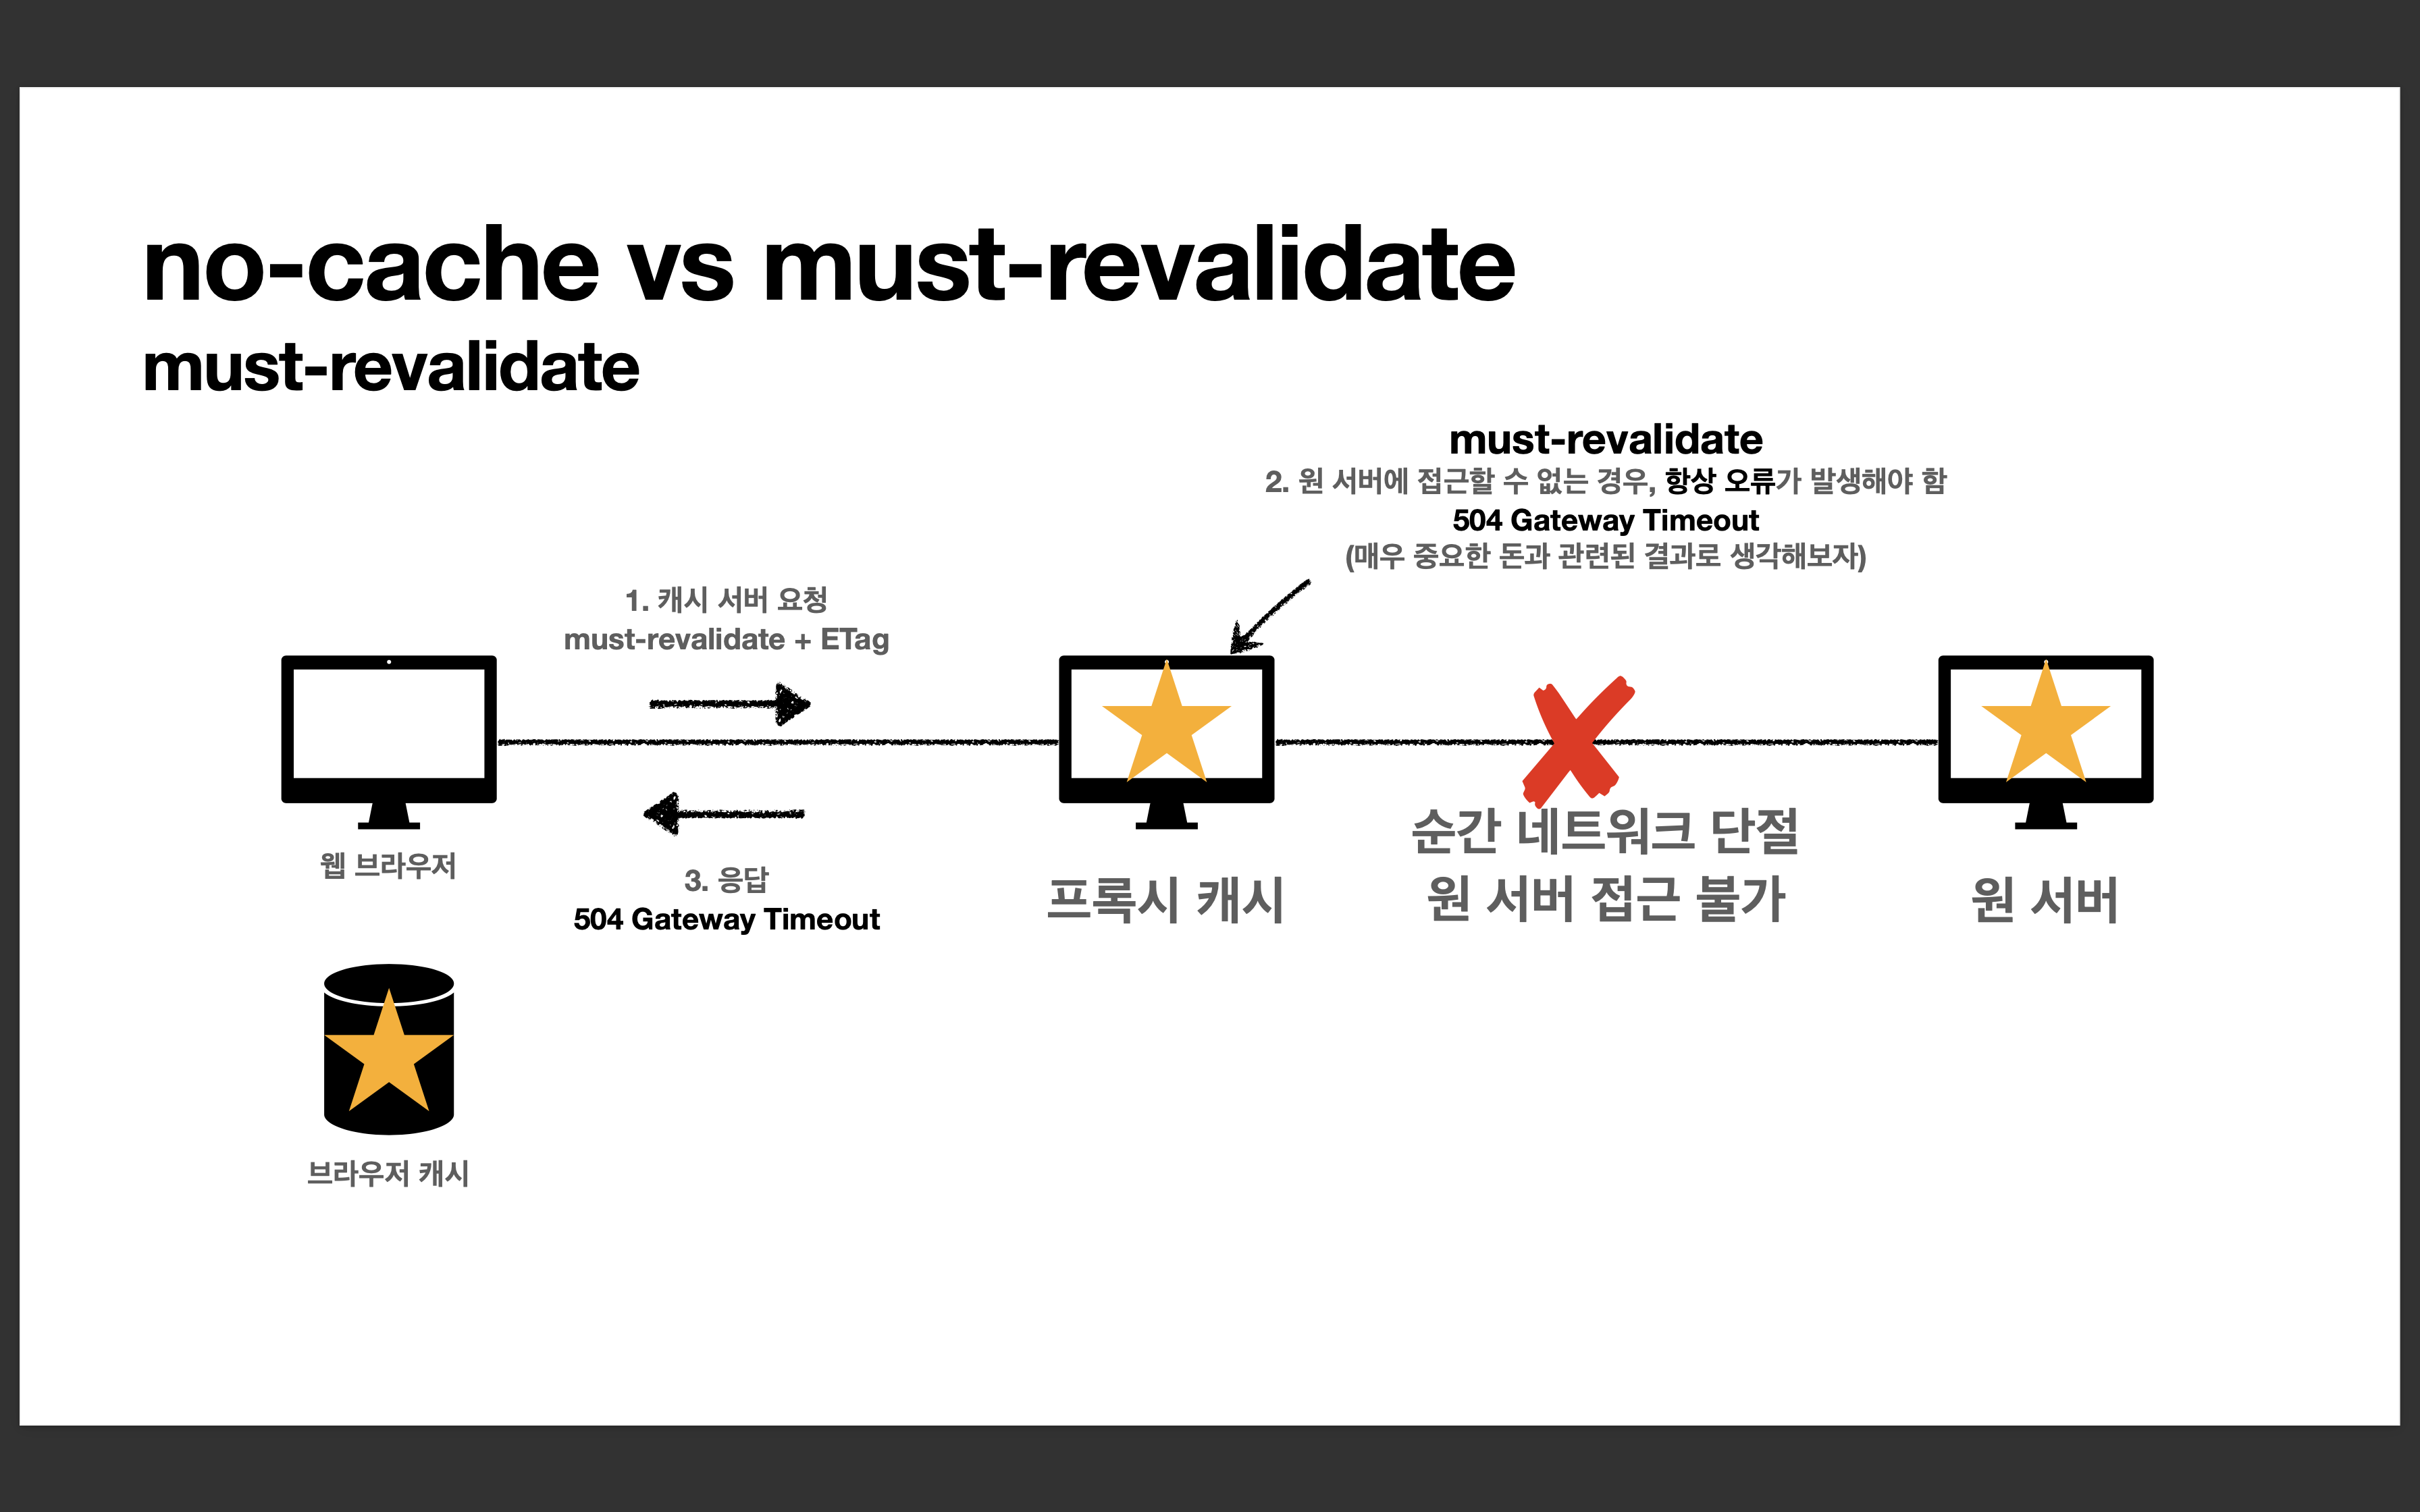 no-cache vs must-revalidate
must-revalidate
must-revalidate
2. 원 서버에 접근할 수 없는 경우, 항상 오류가 발생해야 함
504 Gateway Timeout
(매우 중요한 돈과 관련된 결과로 생각해보자)
1. 캐시 서버 요청
must-revalidate + ETag
웹 브라우저
3. 응답
504 Gateway Timeout
프록시 캐시
순간 네트워크 단절
원 서버 접근 불가
원 서버
브라우저 캐시